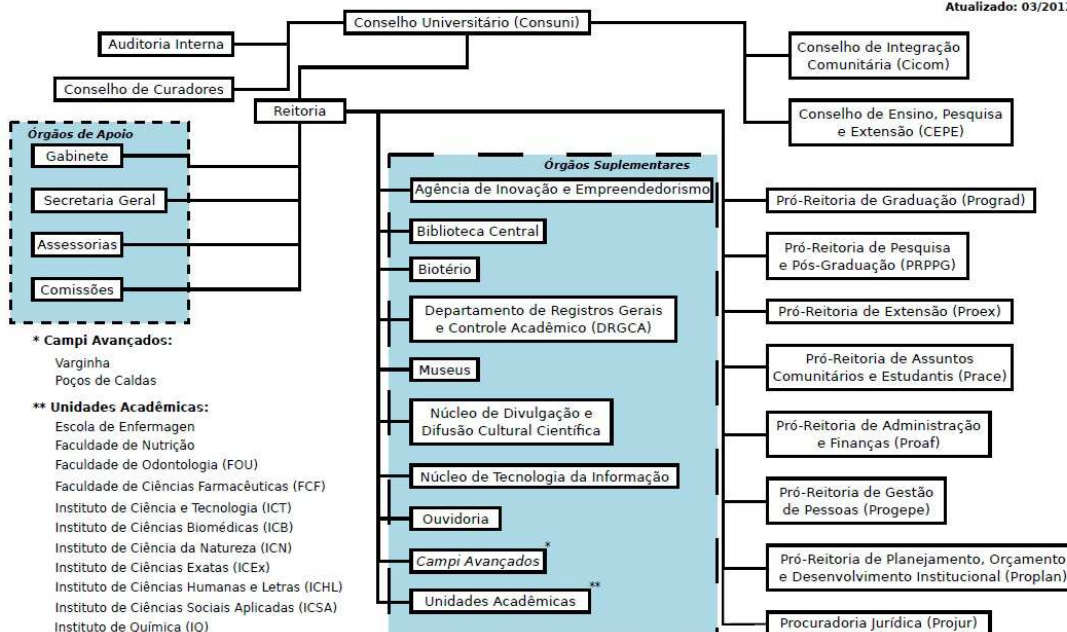 Atualizado: 03/2013
Conselho Universitário (Consuni)
Auditoria Interna
Conselho de Curadores
Conselho de Integração
Comunitária (Cicom)
Conselho de Ensino, Pesquisa
e Extensão (CEPE)
Reitoria
Órgãos de Apoio
Gabinete
Secretaria Geral
Assessorias
Comissões
* Campi Avançados:
Varginha
Poços de Caldas
** Unidades Acadêmicas:
Escola de Enfermagen
Faculdade de Nutrição
Faculdade de Odontologia (FOU)
Faculdade de Ciências Farmacêuticas (FCF)
Instituto de Ciência e Tecnologia (ICT)
Instituto de Ciências Biomédicas (ICB)
Instituto de Ciência da Natureza (ICN)
Instituto de Ciências Exatas (ICEx)
Instituto de Ciências Humanas e Letras (ICHL)
Instituto de Ciências Sociais Aplicadas (ICSA)
Instituto de Química (IQ)
Órgãos Suplementares
Agência de Inovação e Empreendedorismo
Biblioteca Central
Biotério
Departamento de Registros Gerais
e Controle Acadêmico (DRGCA)
Museus
Núcleo de Divulgação e
Difusão Cultural Científica
Núcleo de Tecnologia da Informação
Ouvidoria
Campi Avançados *
Unidades Acadêmicas **
Pró-Reitoria de Graduação (Prograd)
Pró-Reitoria de Pesquisa
e Pós-Graduação (PRPPG)
Pró-Reitoria de Extensão (Proex)
Pró-Reitoria de Assuntos
Comunitários e Estudantis (Prace)
Pró-Reitoria de Administração
e Finanças (Proaf)
Pró-Reitoria de Gestão
de Pessoas (Progepe)
Pró-Reitoria de Planejamento, Orçamento
e Desenvolvimento Institucional (Proplan)
Procuradoria Jurídica (Projur)